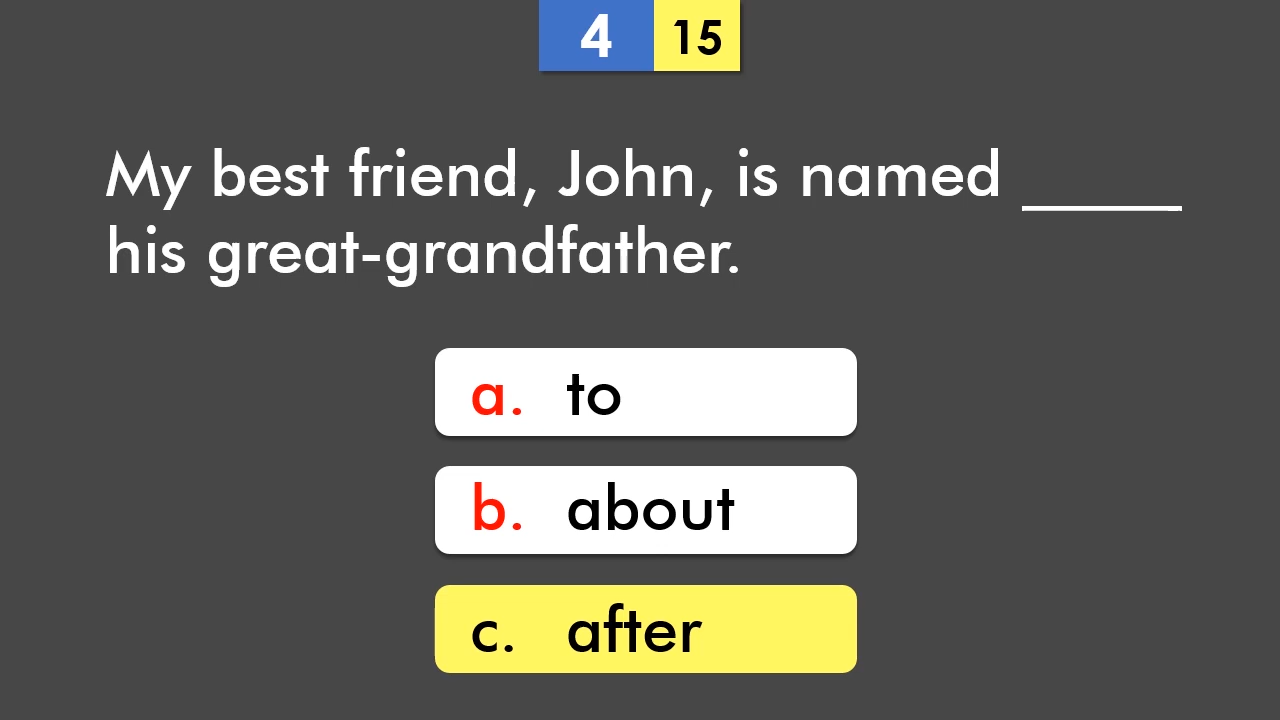 4 15
My best friend, John, is named _____
his great-grandfather.
a. to
b. about
c. after